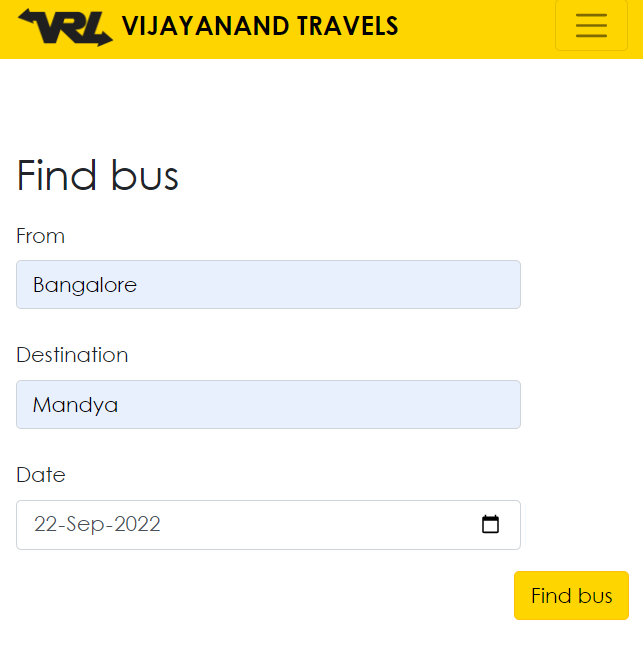 VRL VIJAYANAND TRAVELS
Find bus
From
Bangalore
Destination
Mandya
Date
22-Sep-2022
Find bus